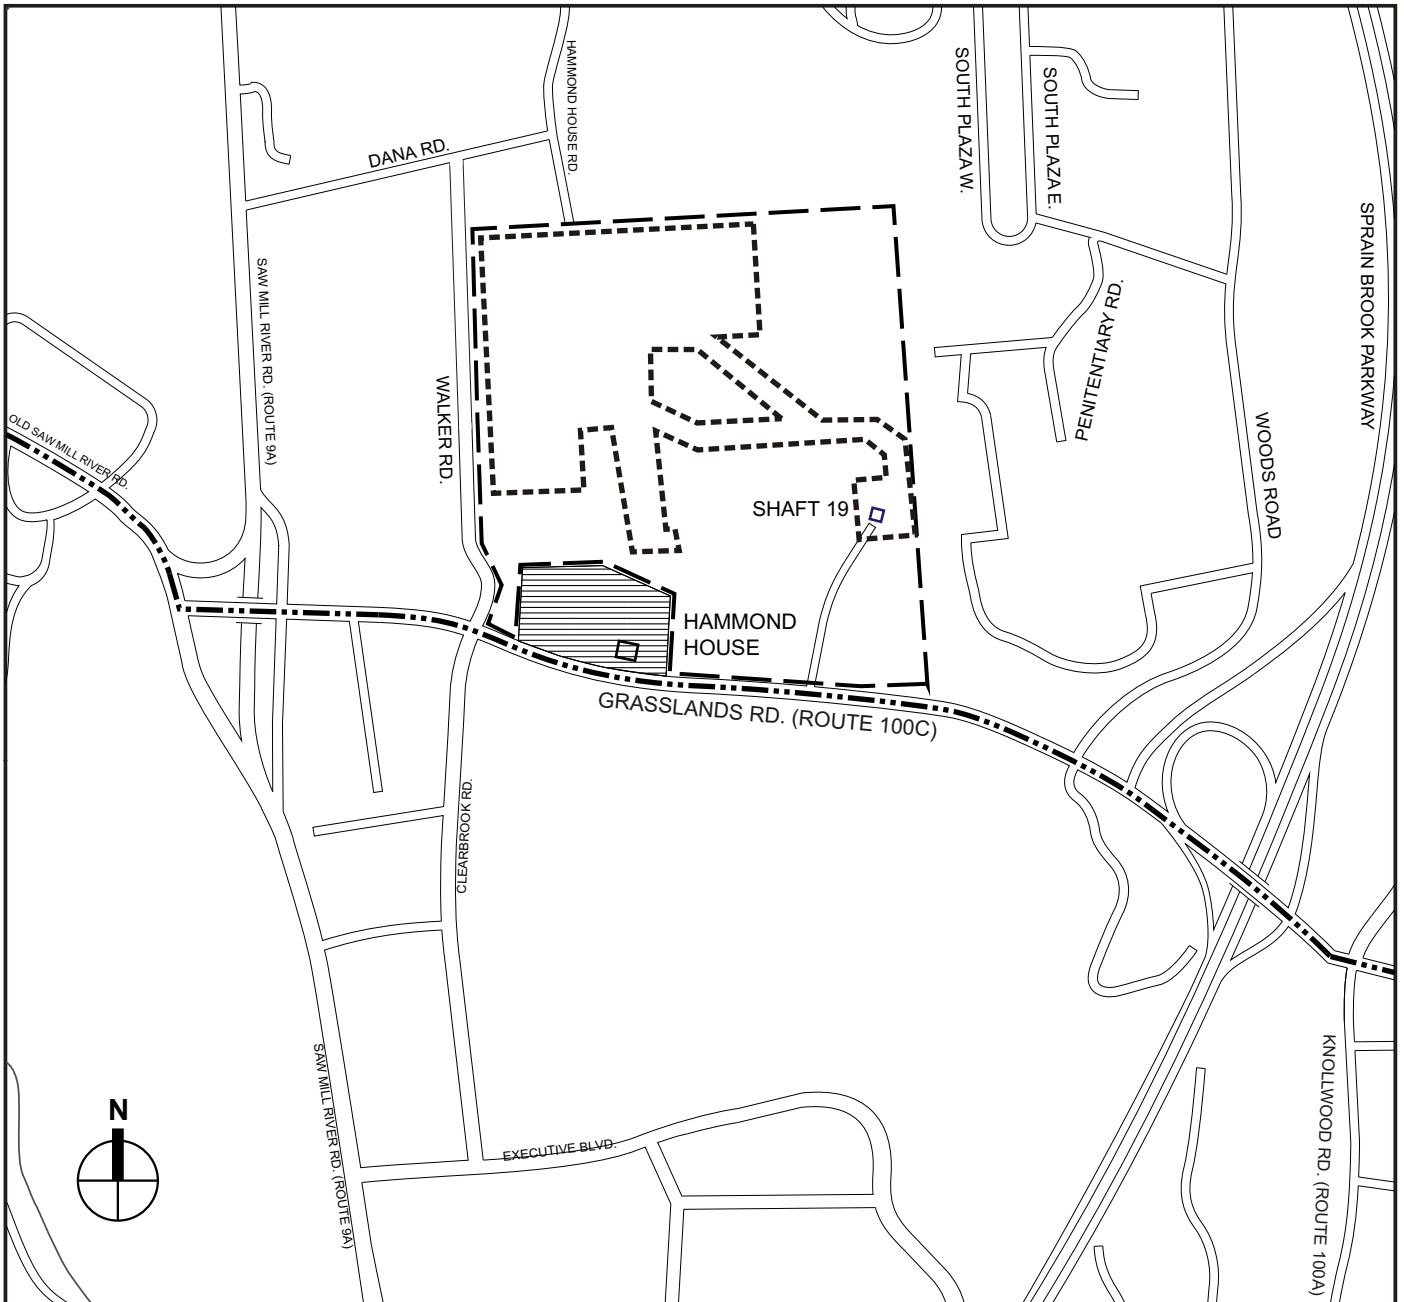 HAMMOND HOUSE RD.
SOUTH PLAZA W.
SOUTH PLAZA E.
DANA RD.
SPRAIN BROOK PARKWAY
SAW MILL RIVER RD. (ROUTE 9A)
PENITENTIARY RD.
WALKER RD.
OLD SAW MILL RIVER RD.
WOODS ROAD
SHAFT 19
HAMMOND
HOUSE
GRASSLANDS RD. (ROUTE 100C)
CLEARBROOK RD.
KNOLLWOOD RD. (ROUTE 100A)
SAW MILL RIVER RD. (ROUTE 9A)
N
EXECUTIVE BLVD.